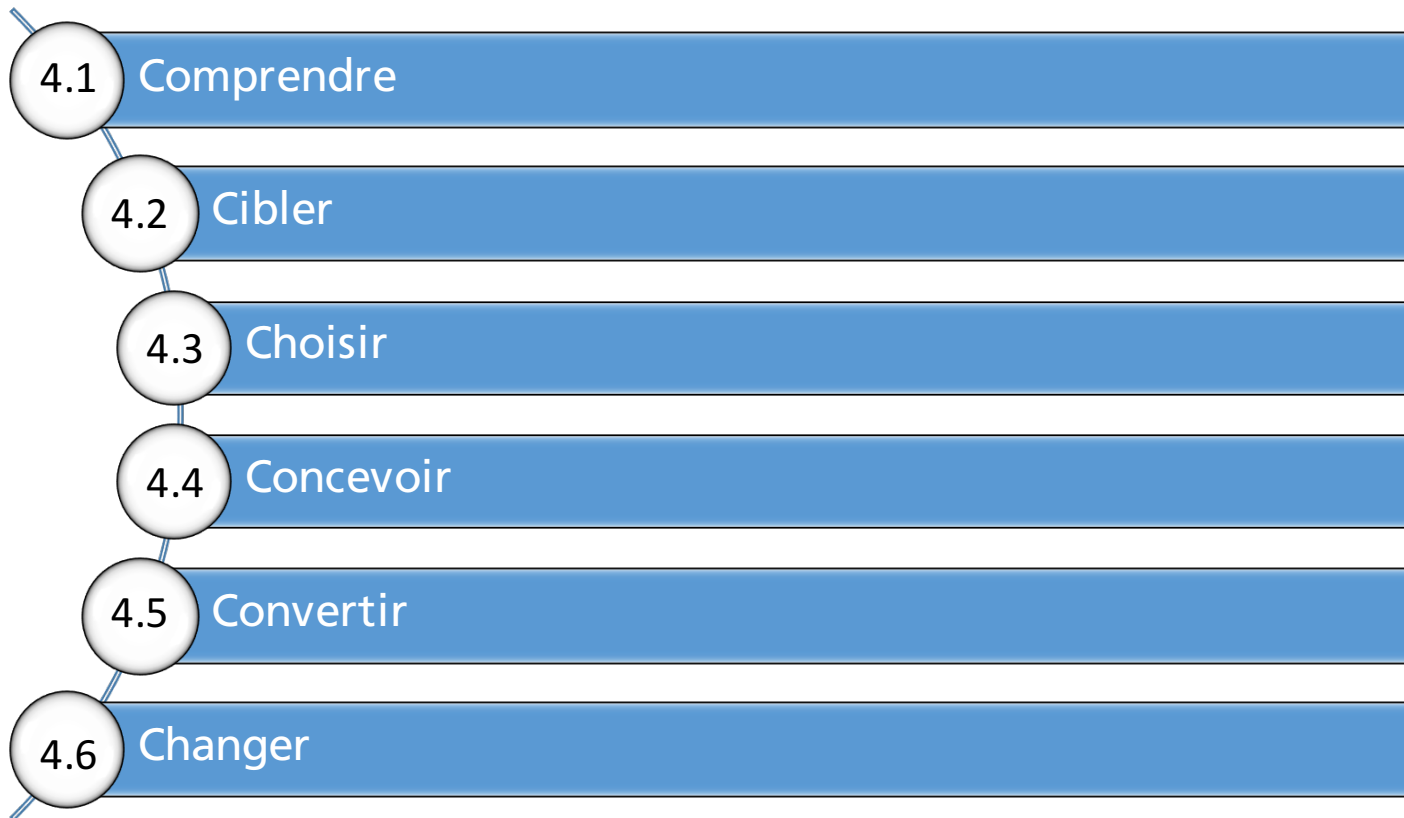 4.1 Comprendre
4.2 Cibler
4.3 Choisir
4.4 Concevoir
4.5 Convertir
4.6 Changer